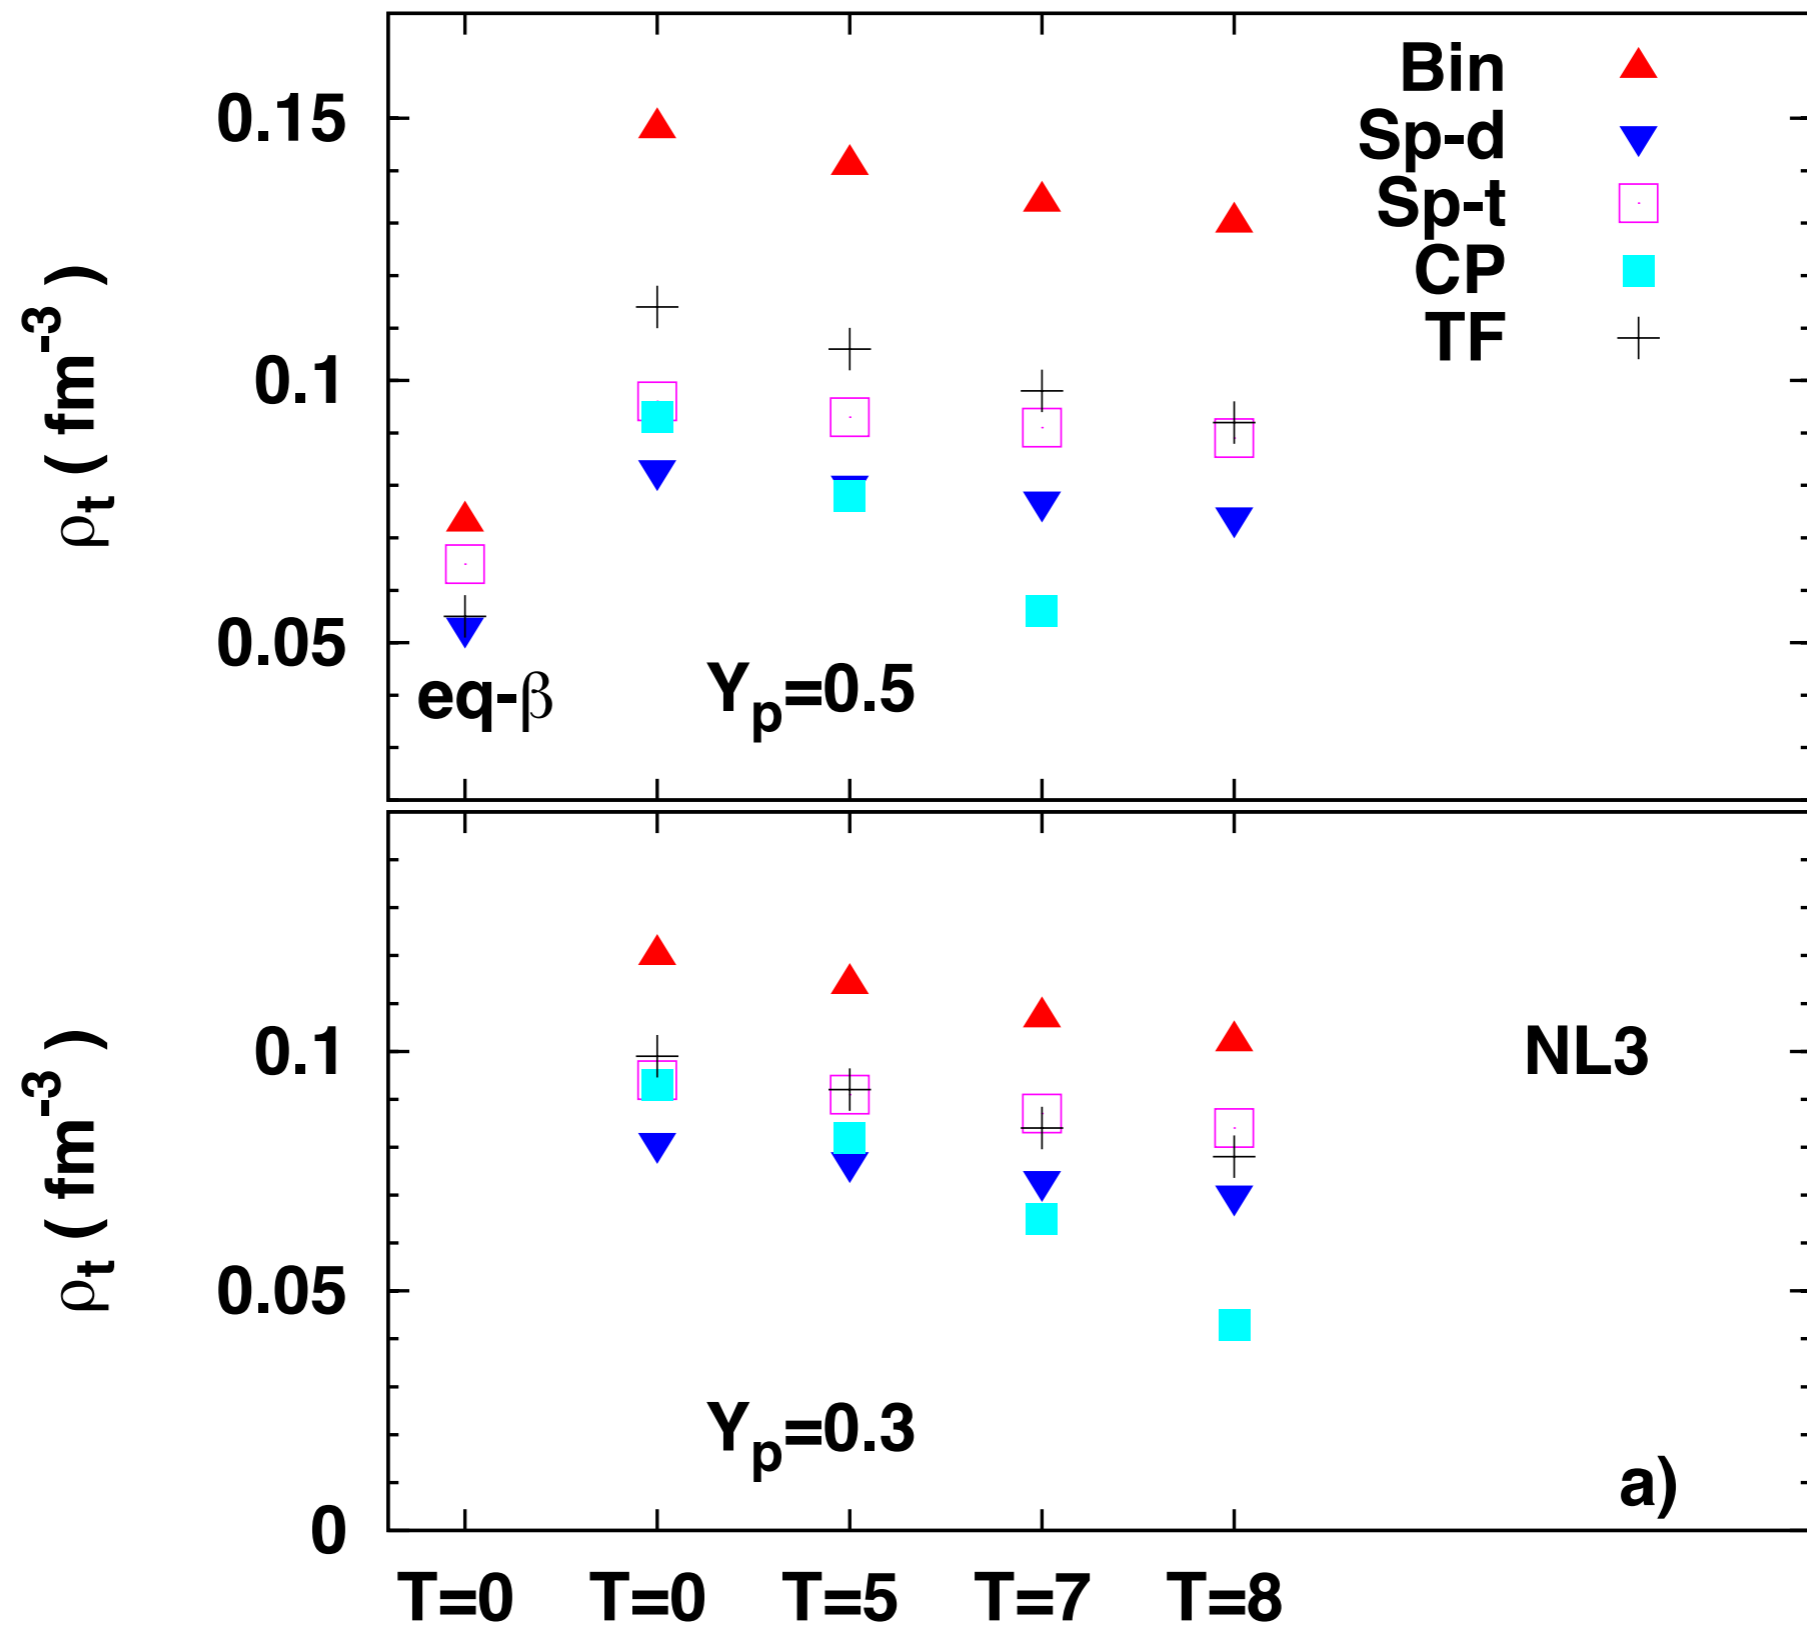 Bin
Sp-d
Sp-t
CP
TF
0.15
0.1
0.05
ρt ( fm-3 )
eq-β
Yp=0.5
0.1
0.05
0
ρt ( fm-3 )
NL3
Yp=0.3
a)
T=0 T=0 T=5 T=7 T=8